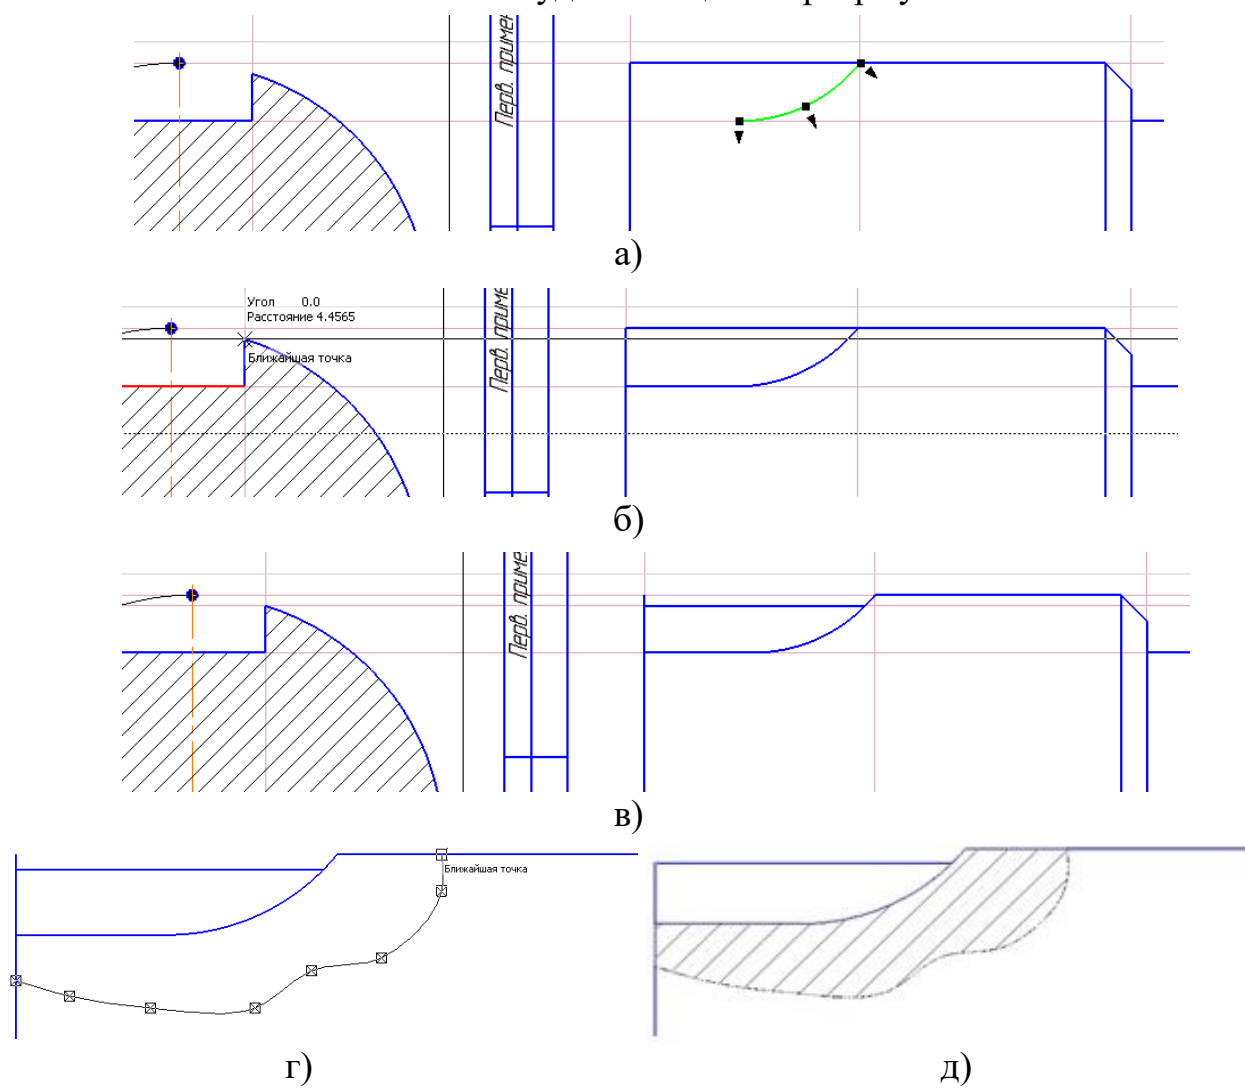 Перв. приме
а)
Угол 0.0
Расстояние 4.4565
Ближайшая точка
Перв. приме
б)
Перв. приме
в)
Ближайшая точка
г)
д)